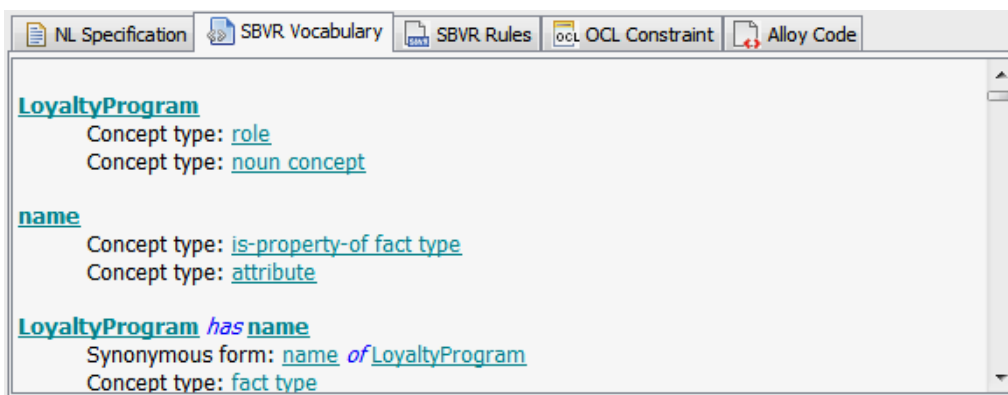 NL Specification SBVR Vocabulary SBVR Rules OCL OCL Constraint Alloy Code
LoyaltyProgram
Concept type: role
Concept type: noun concept
name
Concept type: is-property-of fact type
Concept type: attribute
LoyaltyProgram has name
Synonymous form: name of LoyaltyProgram
Concept type: fact type